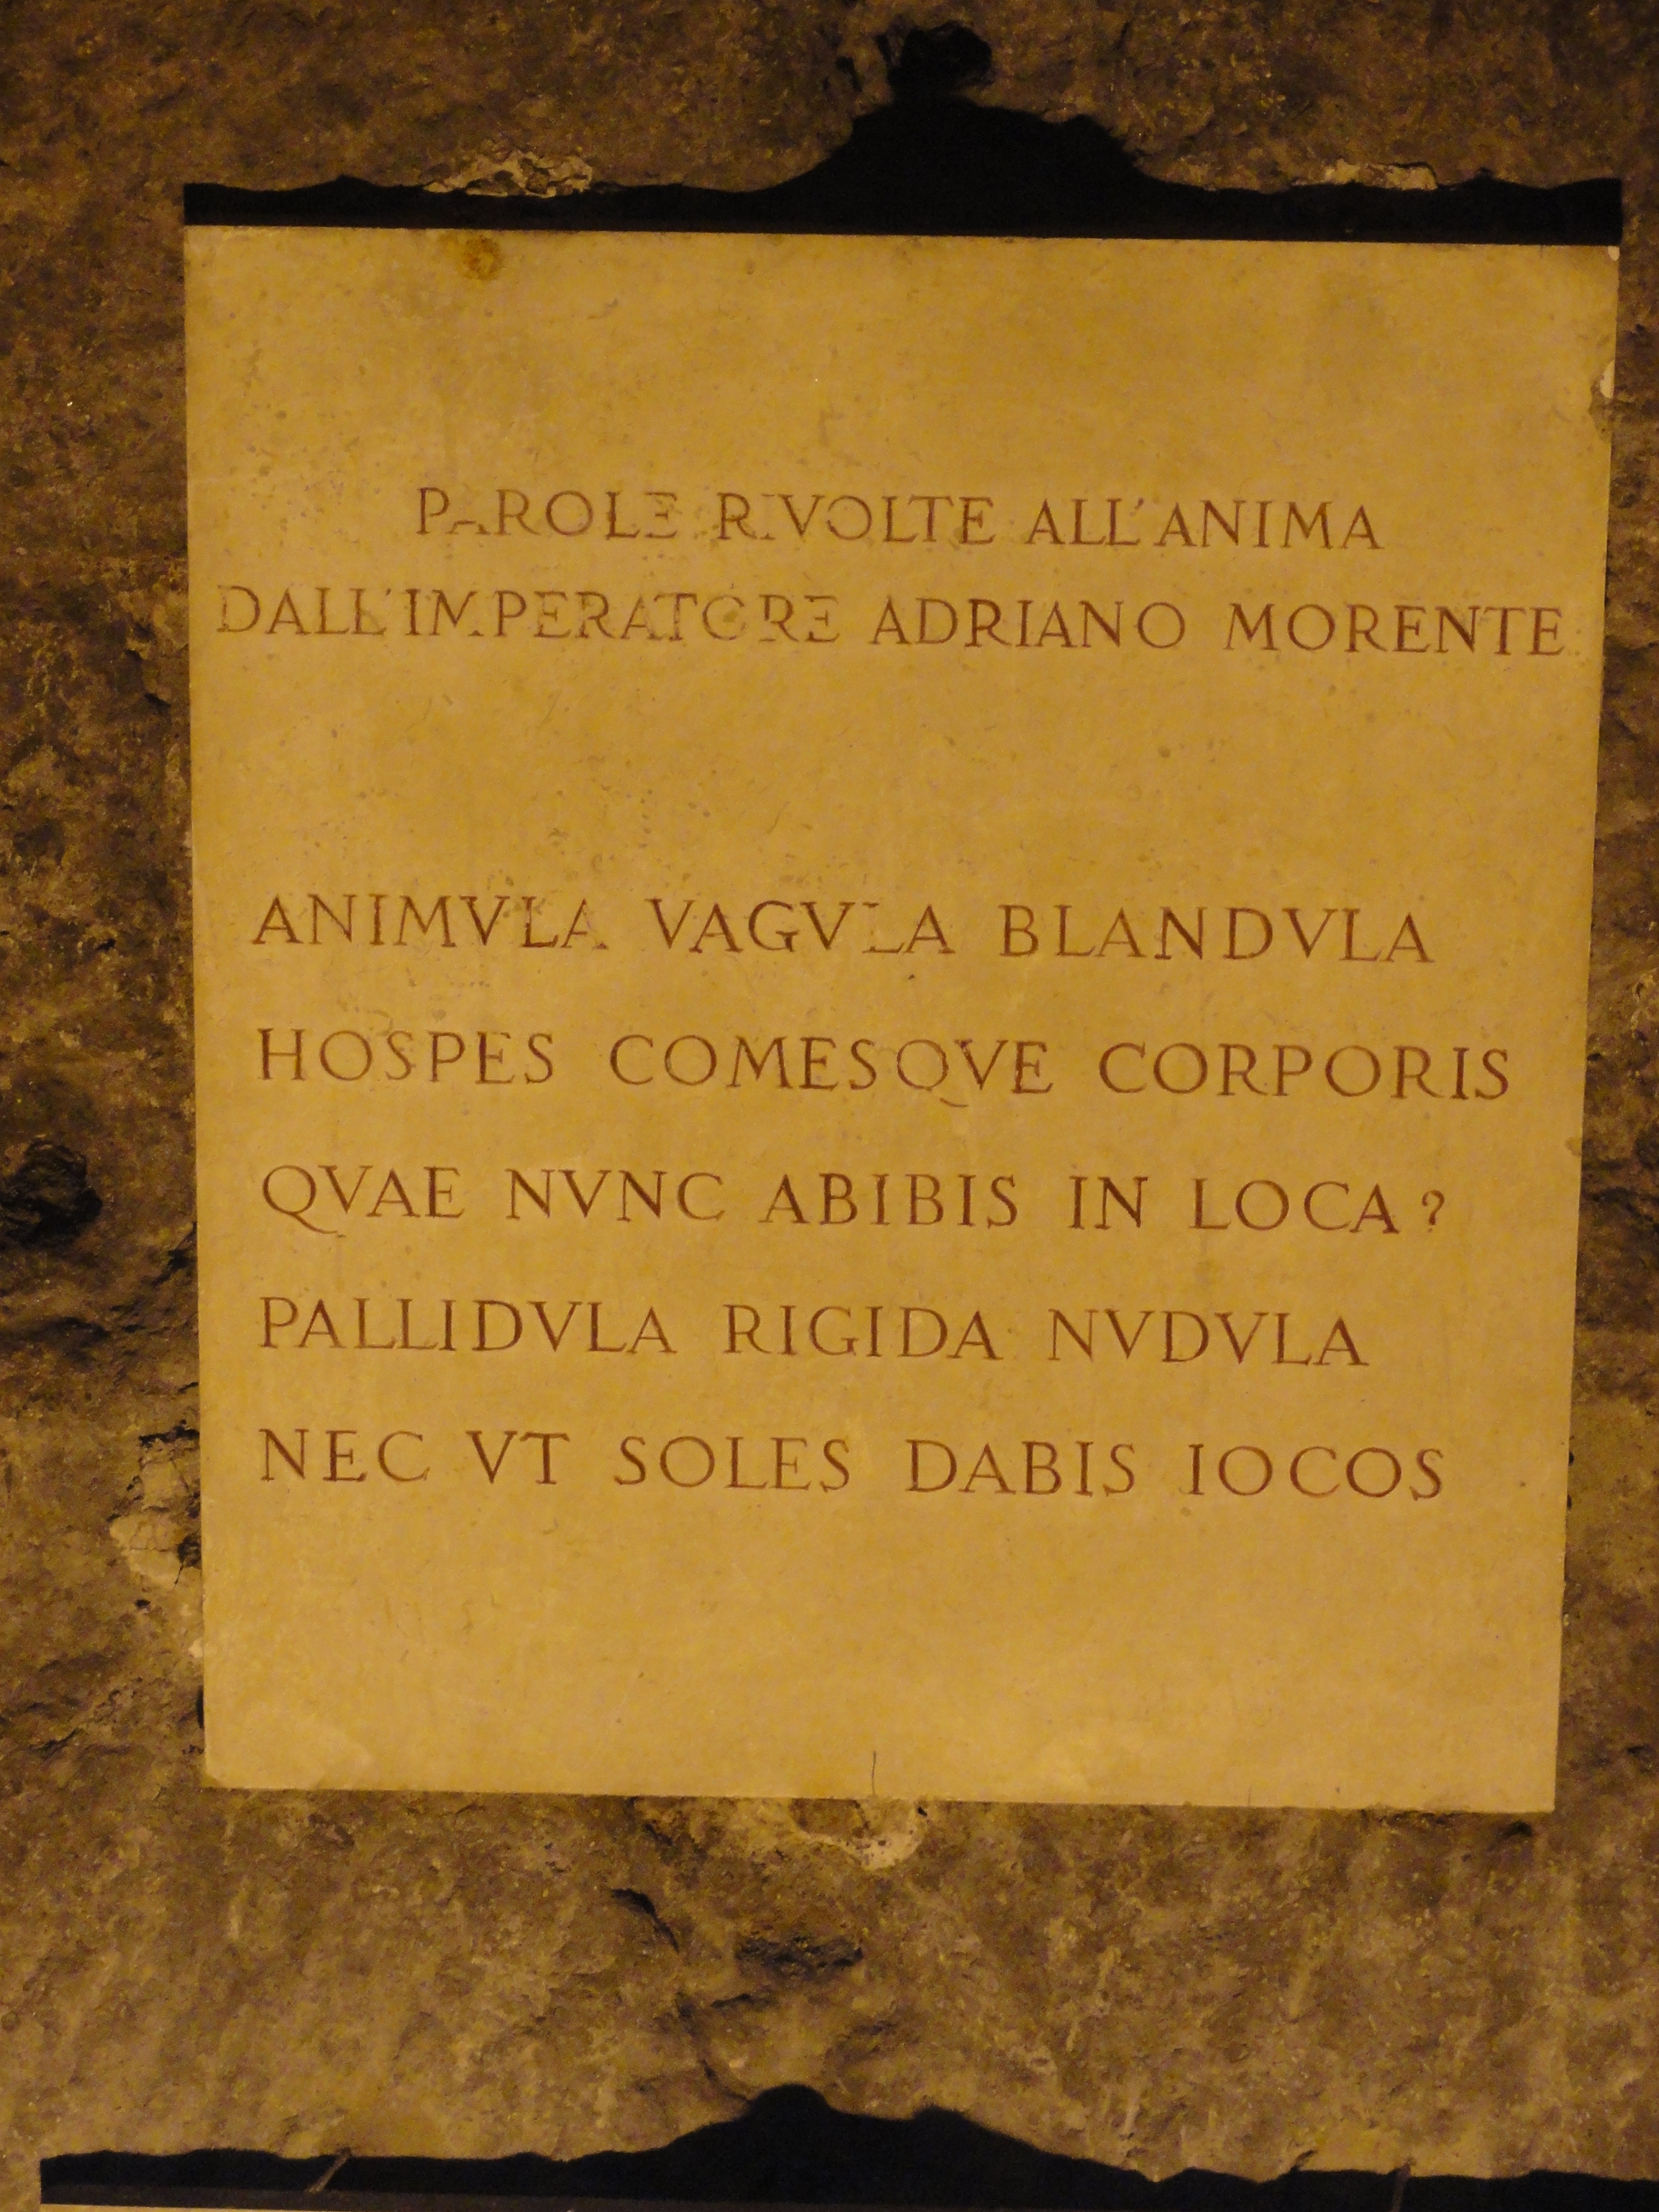 PAROLE RIVOLTE ALL'ANIMA
DALL'IMPERATORE ADRIANO MORENTE
ANIMVLA VAGVLA BLANDVLA
HOSPES COMESQVE CORPORIS
QVAE NVNC ABIBIS IN LOCA?
PALLIDVLA RIGIDA NVDVLA
NEC VT SOLES DABIS IOCOS